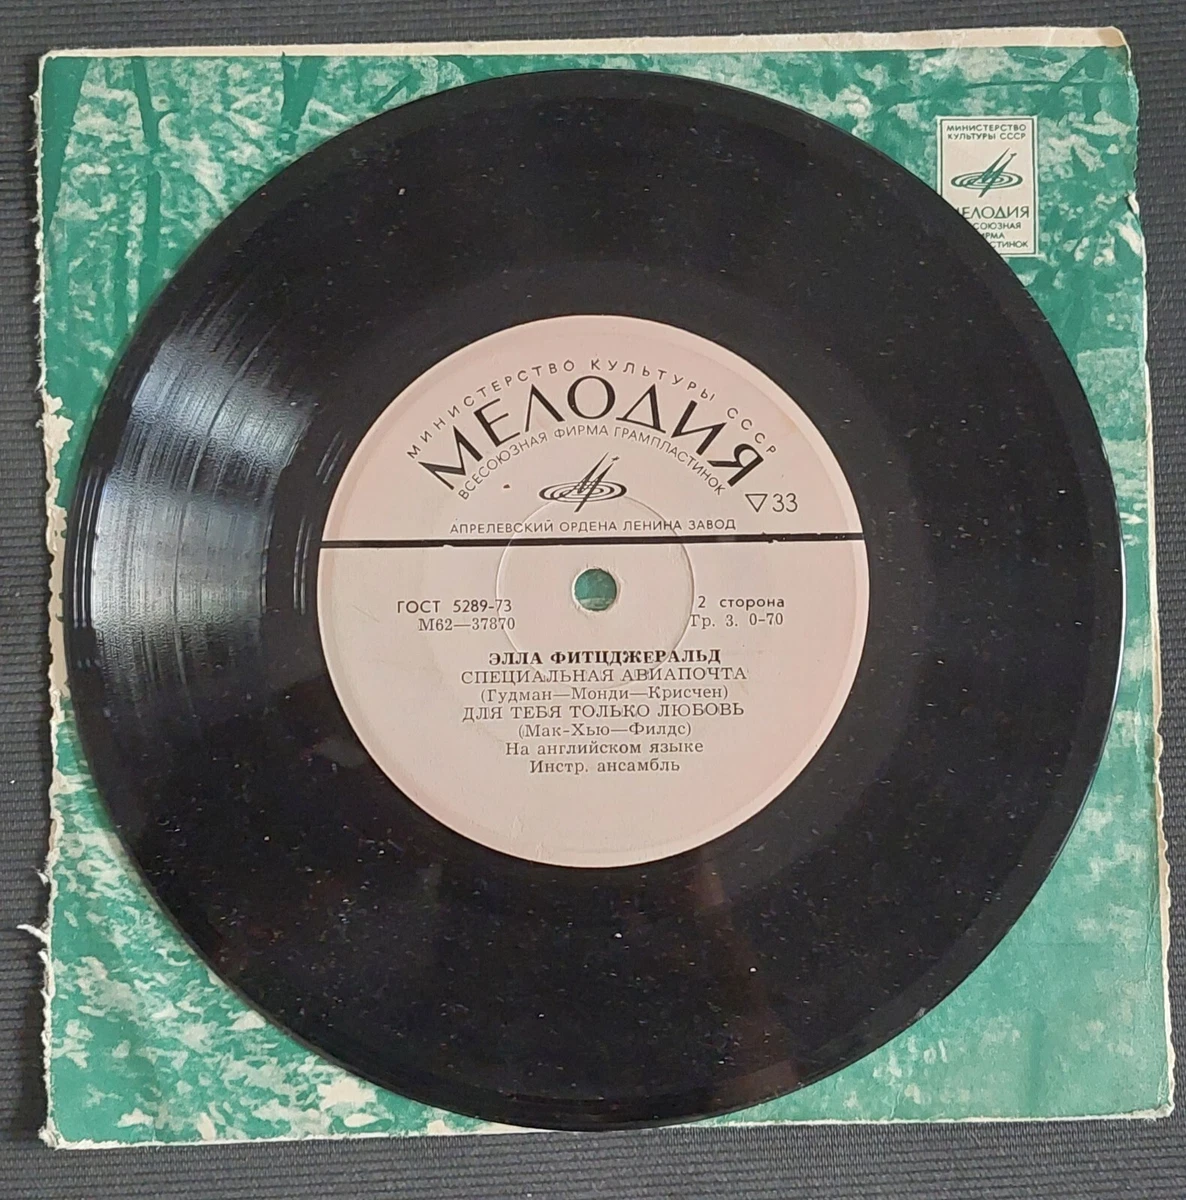 МИНИСТЕРСТВО
КУЛЬТУРЫ СССР
МЕЛОДИЯ
ГРАМПЛАСТИНОК
МИНИСТЕРСТВО КУЛЬТУРЫ СССР
МЕЛОДИЯ
ВСЕСОЮЗНАЯ ФИРМА ГРАМПЛАСТИНОК
▽33
АПРЕЛЕВСКИЙ ОРДЕНА ЛЕНИНА ЗАВОД
ГОСТ 5289-73 2 сторона
М62—37870 Гр. 3. 0-70
ЭЛЛА ФИТЦДЖЕРАЛЬД
СПЕЦИАЛЬНАЯ АВИАПОЧТА
(Гудман—Монди—Крисчен)
ДЛЯ ТЕБЯ ТОЛЬКО ЛЮБОВЬ
(Мак-Хью—Филдс)
На английском языке
Инстр. ансамбль